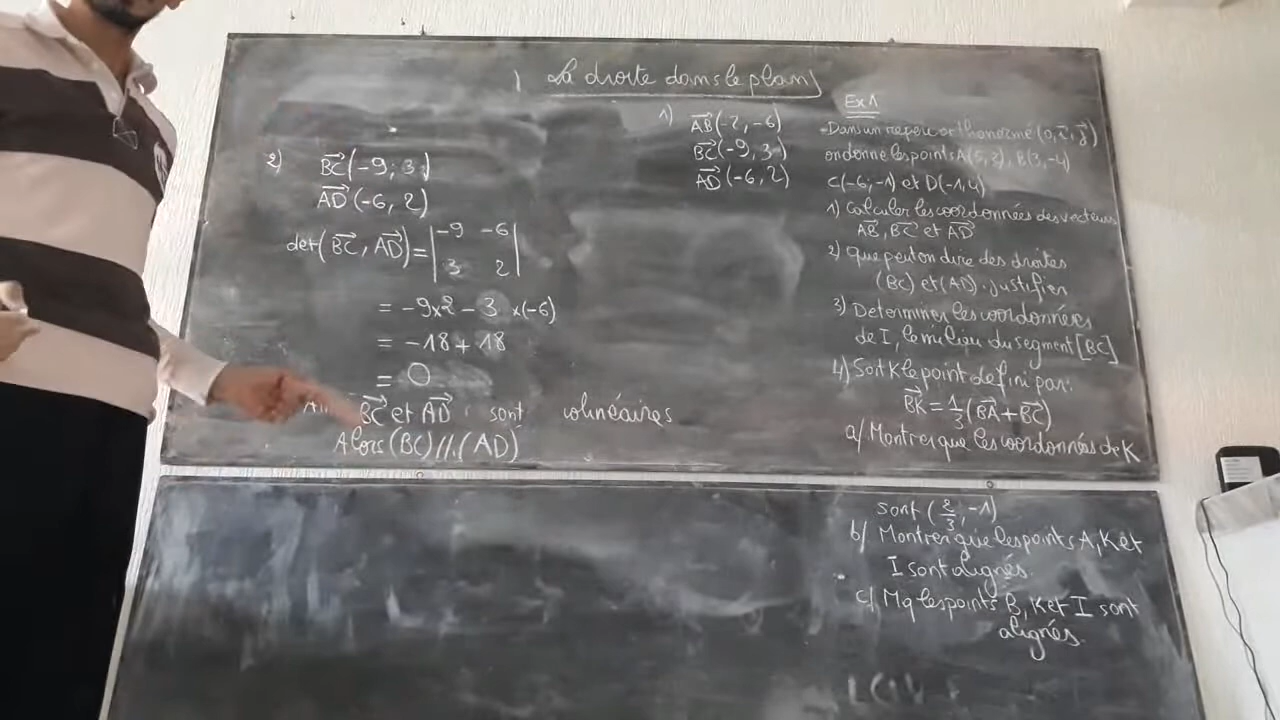 La droite dans le plan
Ex 1
Dans un repère orthonormé (0, i, j)
on donne les points A(5,2), B(3,-4)
C(-6,-1) et D(-1,4)
1) Calculer les coordonnées des vecteurs
AB, BC et AD
2) Que peut on dire des droites
(BC) et (AD). justifier
3) Determiner les coordonnées
de I, le milieu du segment [BC]
4) Soit K le point defini par:
BK = 1/3 (BA + BC)
a) Montrer que les coordonnées de K
sont (2/3, -1)
b) Montrer que les points A, K et
I sont alignés.
c) Mq les points B, K et I sont
alignés.
1) AB(-2, -6)
BC(-9, 3)
AD(-6, 2)
2) BC(-9; 3)
AD(-6, 2)
det(BC, AD) = |-9 -6|
|3 2|
= -9x2 - 3 x(-6)
= -18 + 18
= 0
BC et AD sont colinéaires
Alors (BC) // (AD)